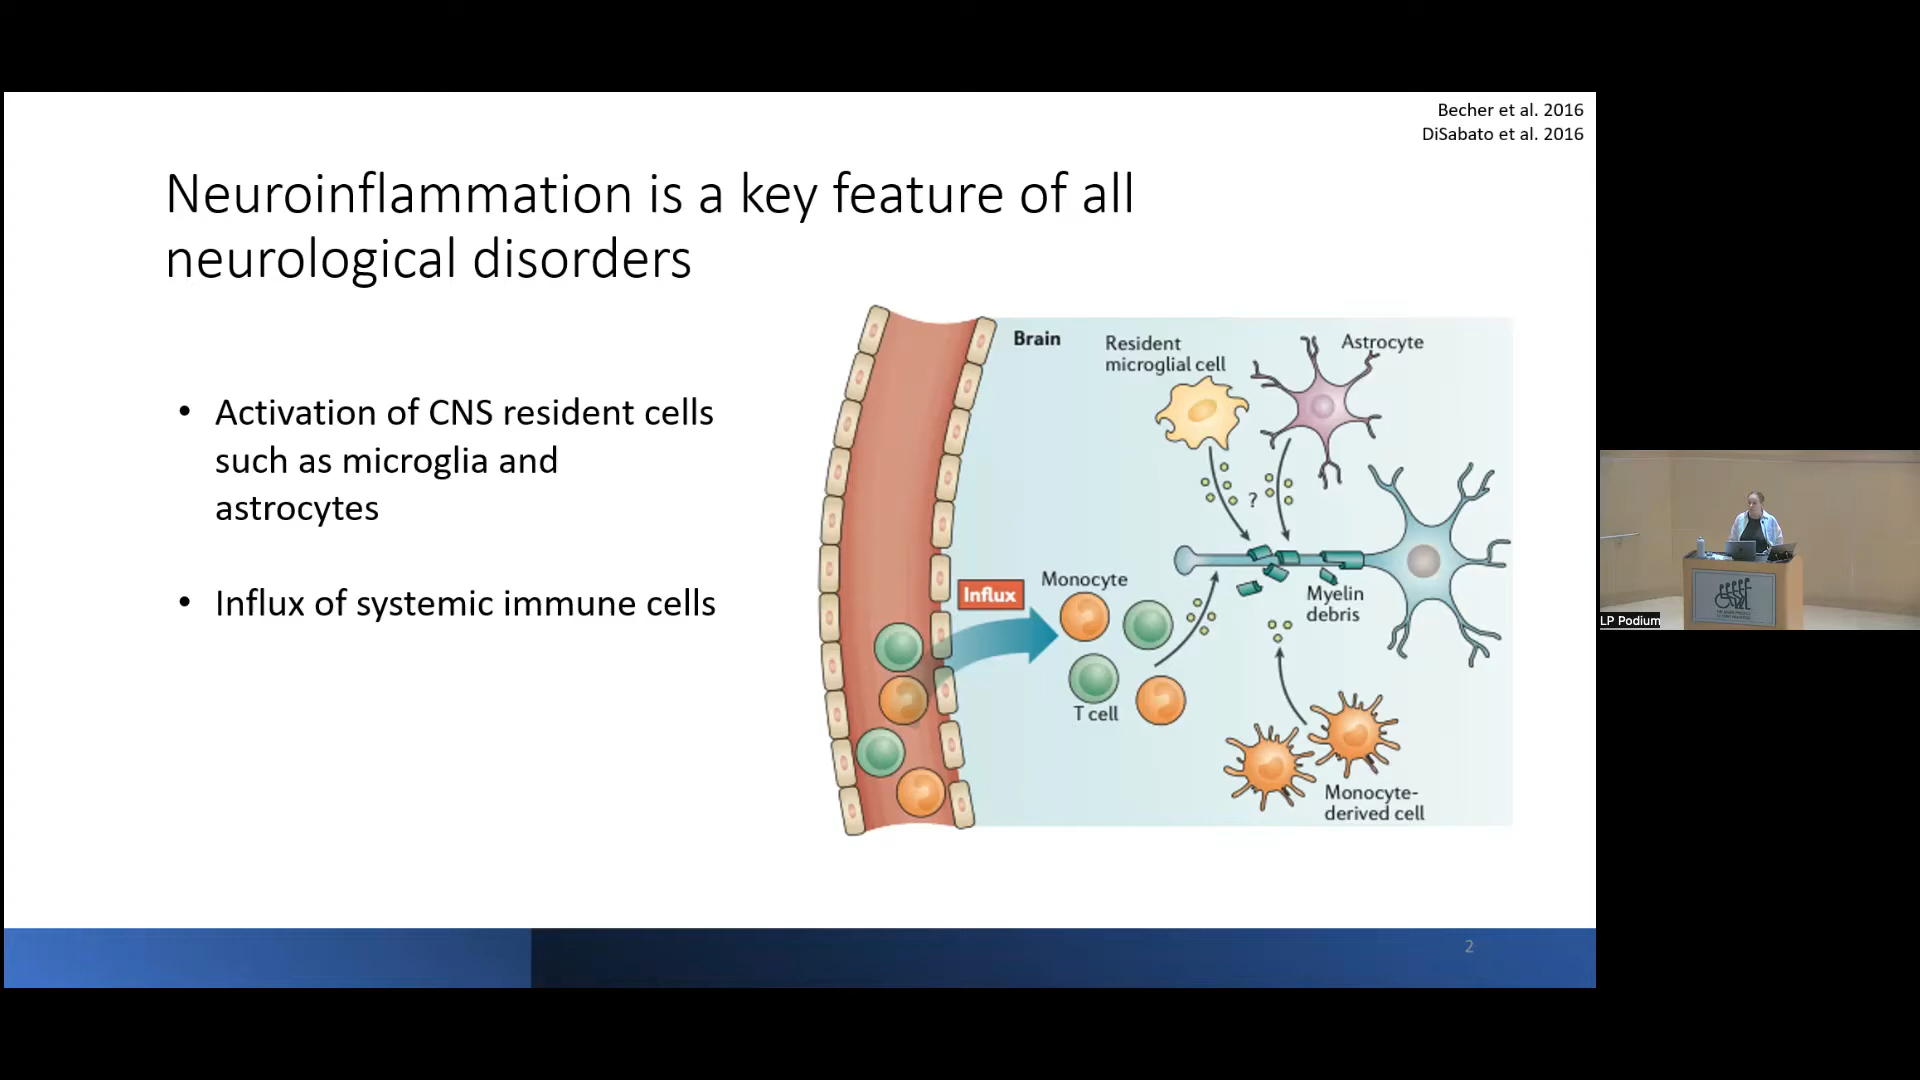 Becher et al. 2016
DiSabato et al. 2016
Neuroinflammation is a key feature of all
neurological disorders
• Activation of CNS resident cells
such as microglia and
astrocytes
• Influx of systemic immune cells
Brain
Resident
microglial cell
Astrocyte
?
Influx
Monocyte
T cell
Myelin
debris
Monocyte-
derived cell
2
LP Podium